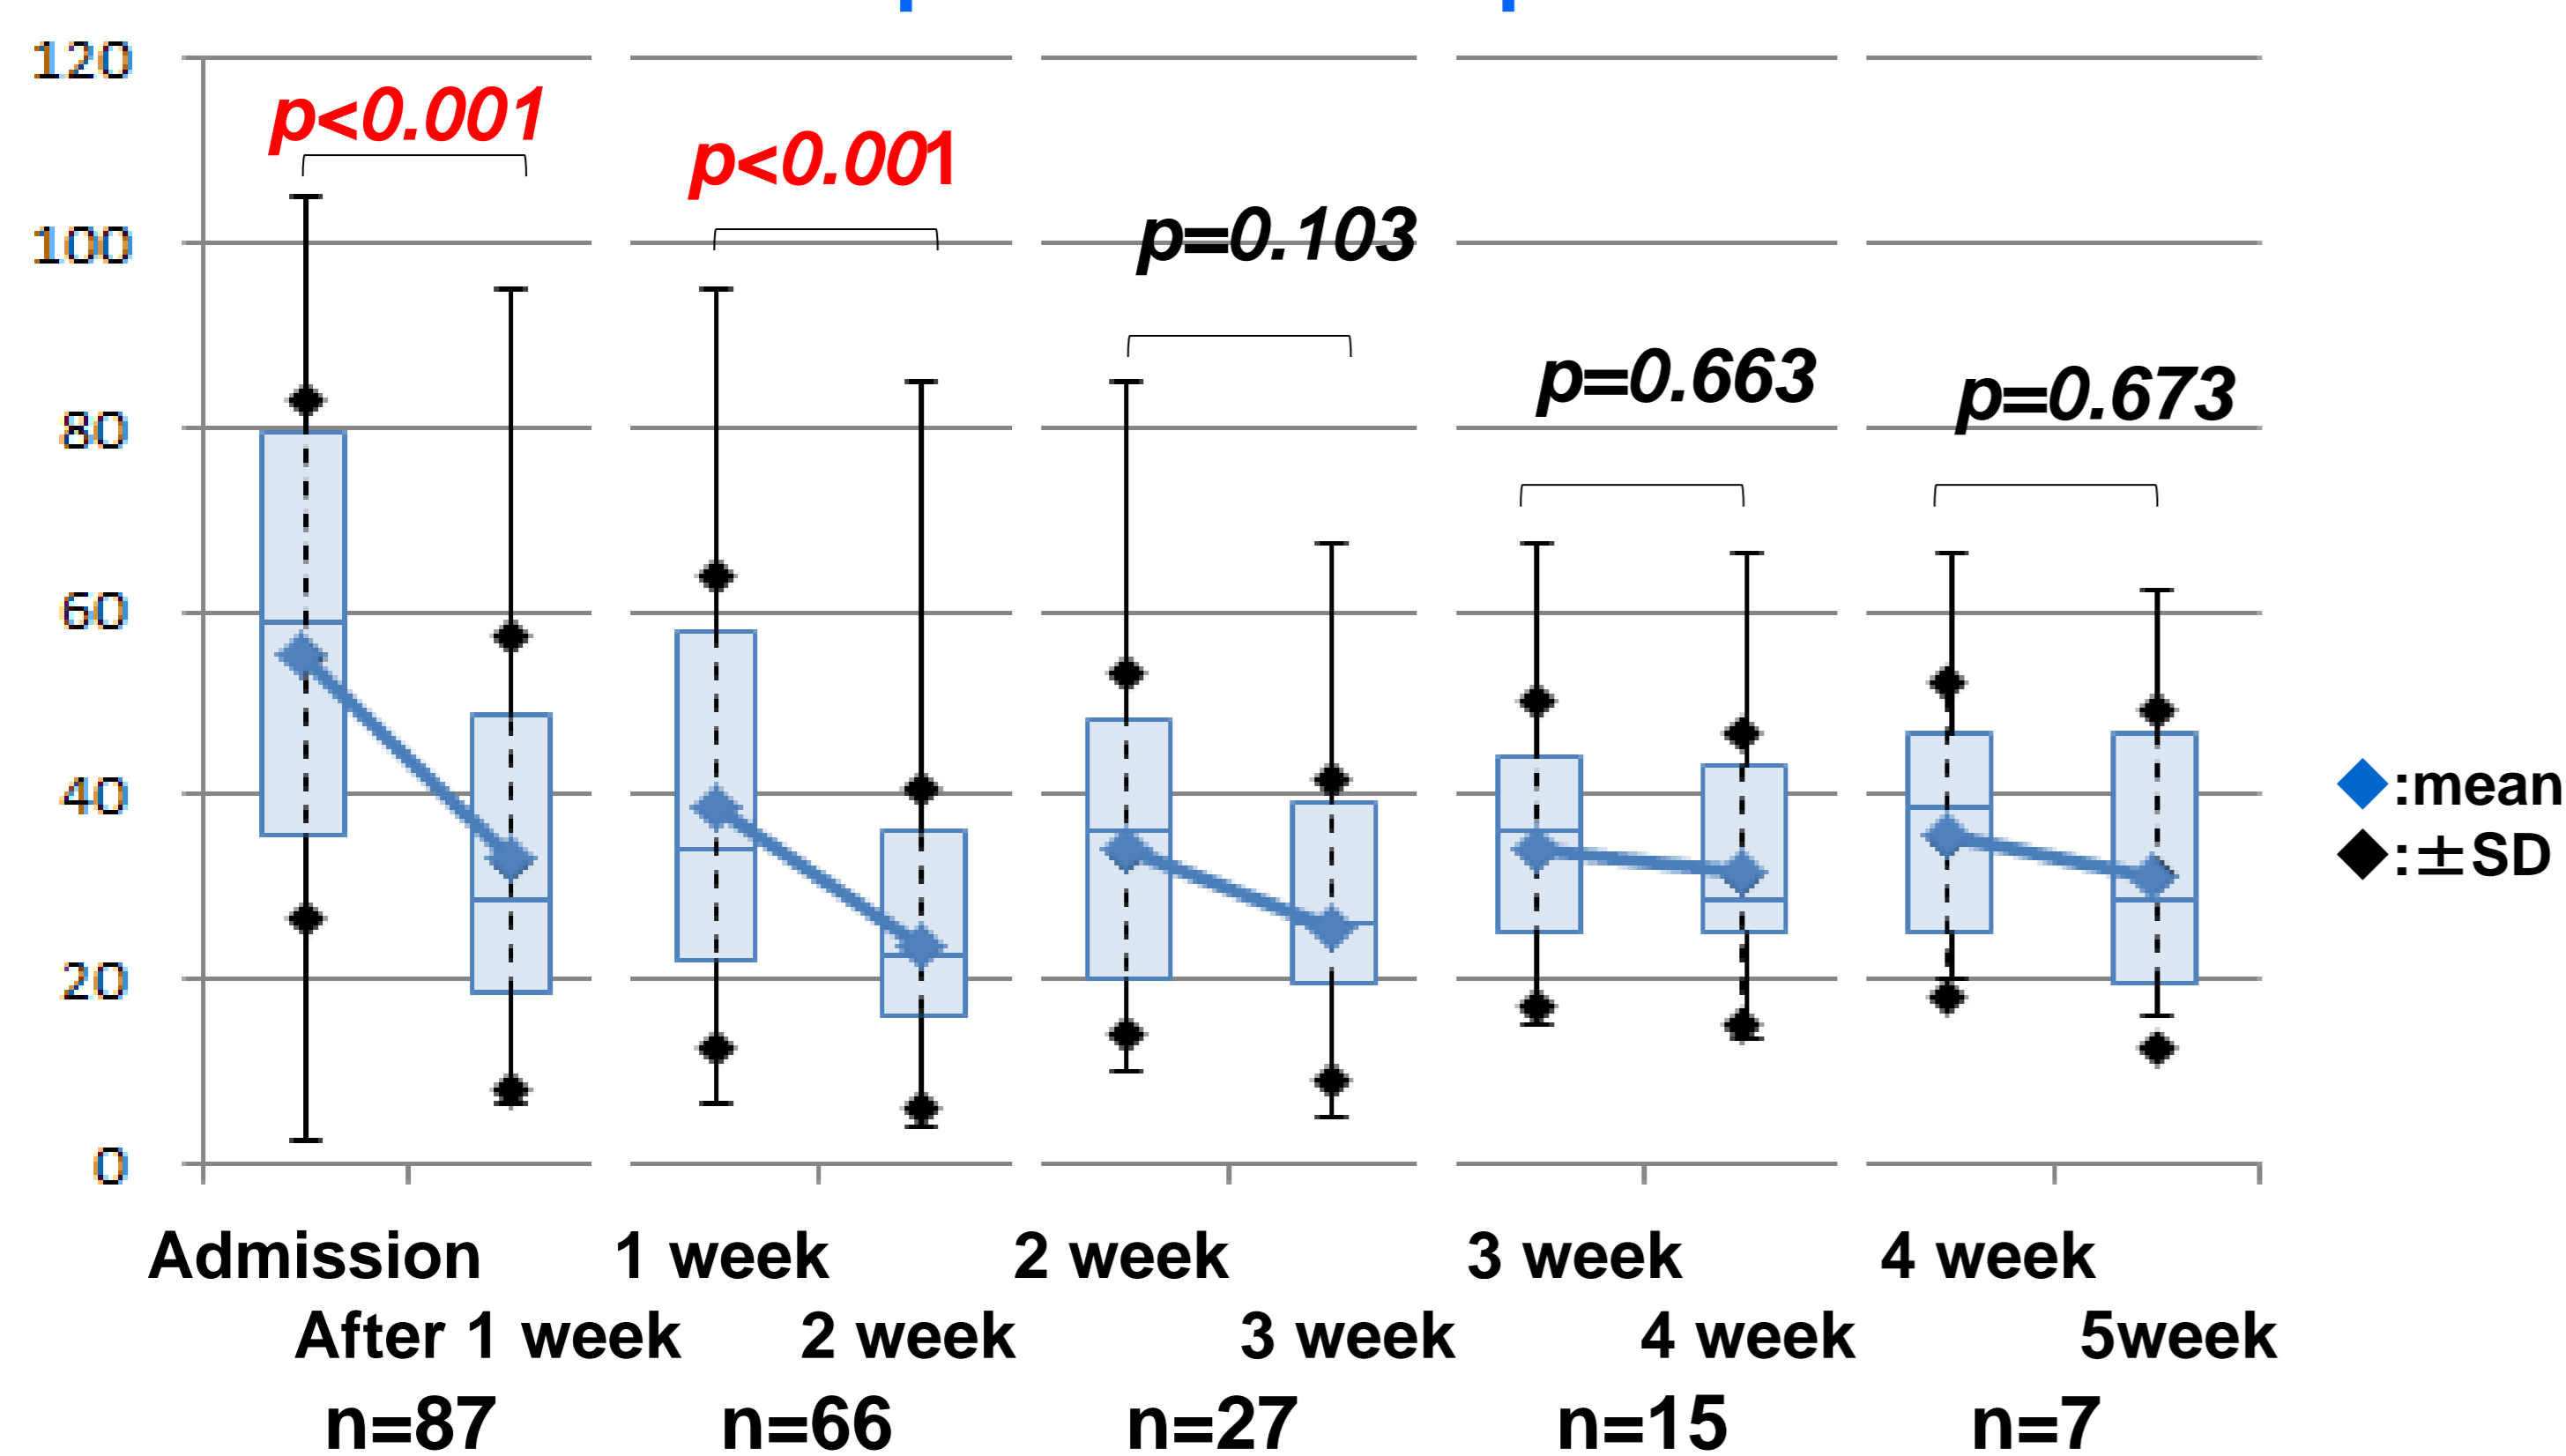 120
100
80
60
40
20
0
p<0.001
p<0.001
p=0.103
p=0.663
p=0.673
◆:mean
◆:±SD
Admission 1 week 2 week 3 week 4 week
After 1 week 2 week 3 week 4 week 5week
n=87 n=66 n=27 n=15 n=7